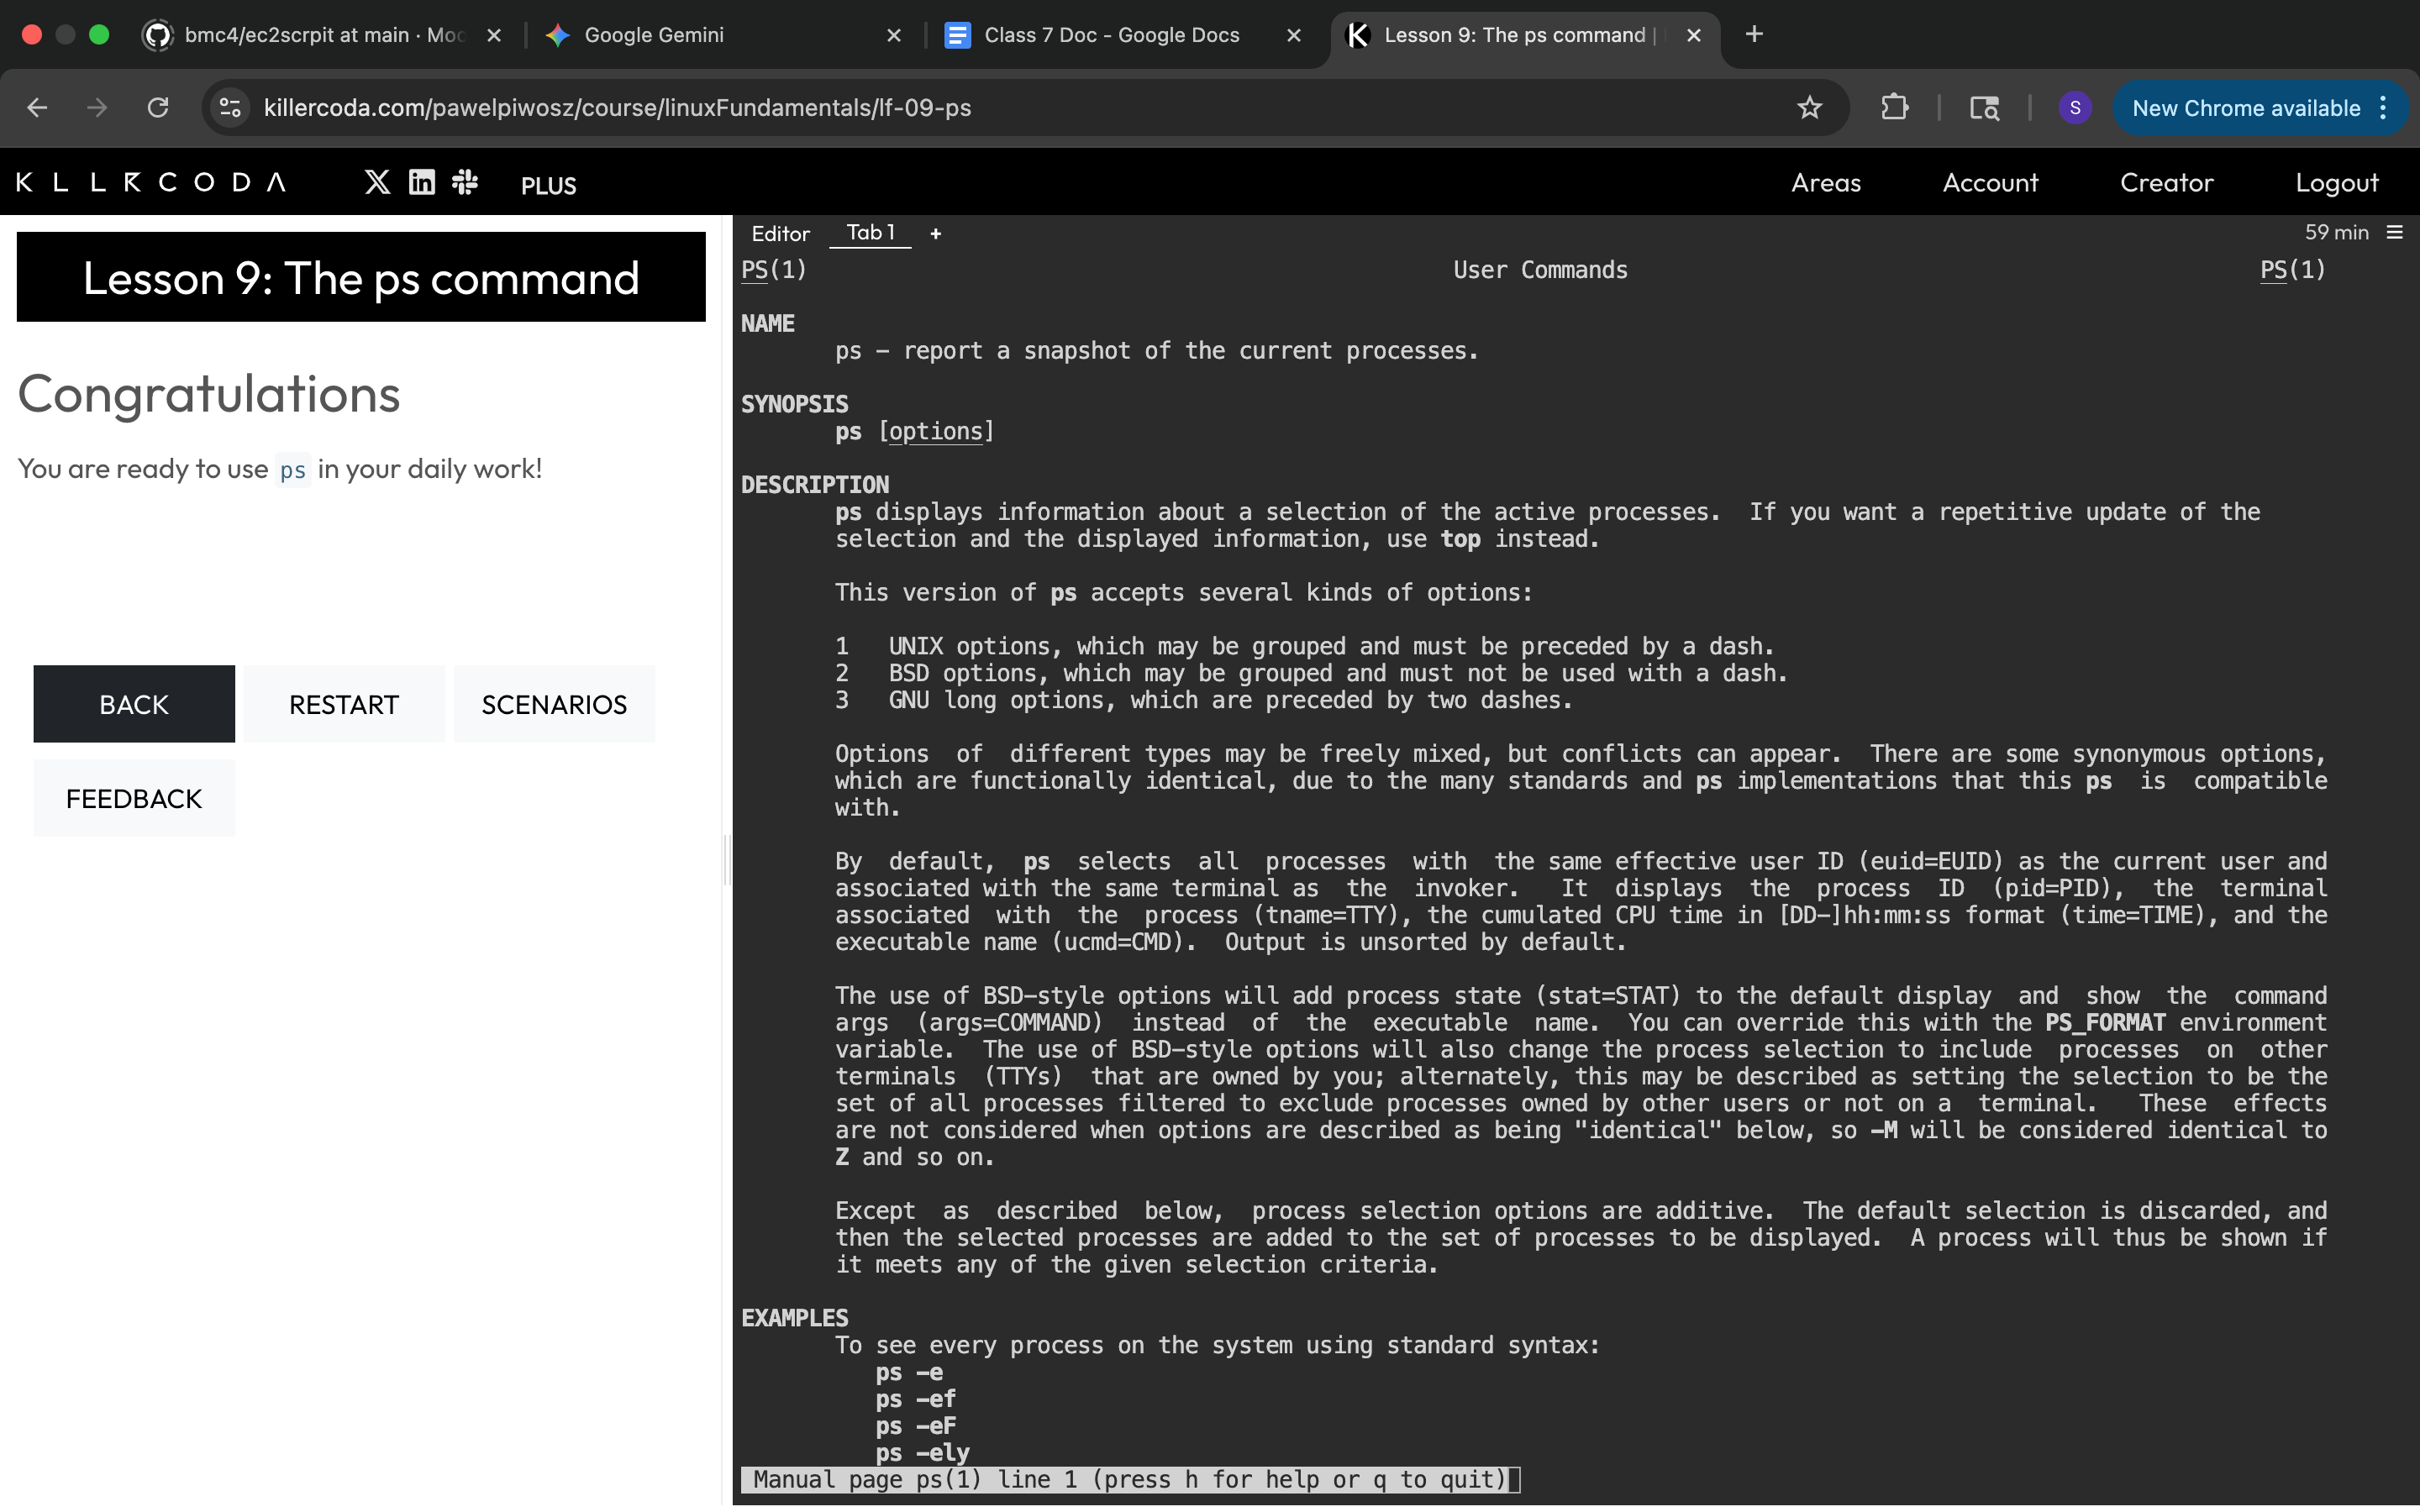 bmc4/ec2scrpit at main · Moc
Google Gemini
Class 7 Doc - Google Docs
Lesson 9: The ps command |
killercoda.com/pawelpiwosz/course/linuxFundamentals/lf-09-ps
S
New Chrome available
KLLRCODA
PLUS
Areas
Account
Creator
Logout
Lesson 9: The ps command
Congratulations
You are ready to use ps in your daily work!
BACK
RESTART
SCENARIOS
FEEDBACK
Editor
Tab 1
+
59 min
PS(1) User Commands PS(1)
NAME
ps – report a snapshot of the current processes.
SYNOPSIS
ps [options]
DESCRIPTION
ps displays information about a selection of the active processes.  If you want a repetitive update of the
selection and the displayed information, use top instead.
This version of ps accepts several kinds of options:
1   UNIX options, which may be grouped and must be preceded by a dash.
2   BSD options, which may be grouped and must not be used with a dash.
3   GNU long options, which are preceded by two dashes.
Options  of  different types may be freely mixed, but conflicts can appear.  There are some synonymous options,
which are functionally identical, due to the many standards and ps implementations that this ps  is  compatible
with.
By  default,  ps  selects  all  processes  with  the same effective user ID (euid=EUID) as the current user and
associated with the same terminal as  the  invoker.   It  displays  the  process  ID  (pid=PID),  the  terminal
associated  with  the  process (tname=TTY), the cumulated CPU time in [DD-]hh:mm:ss format (time=TIME), and the
executable name (ucmd=CMD).  Output is unsorted by default.
The use of BSD-style options will add process state (stat=STAT) to the default display  and  show  the  command
args  (args=COMMAND)  instead  of  the  executable  name.  You can override this with the PS_FORMAT environment
variable.  The use of BSD-style options will also change the process selection to include  processes  on  other
terminals  (TTYs)  that are owned by you; alternately, this may be described as setting the selection to be the
set of all processes filtered to exclude processes owned by other users or not on a  terminal.   These  effects
are not considered when options are described as being "identical" below, so -M will be considered identical to
Z and so on.
Except  as  described  below,  process selection options are additive.  The default selection is discarded, and
then the selected processes are added to the set of processes to be displayed.  A process will thus be shown if
it meets any of the given selection criteria.
EXAMPLES
To see every process on the system using standard syntax:
ps -e
ps -ef
ps -eF
ps -ely
Manual page ps(1) line 1 (press h for help or q to quit)